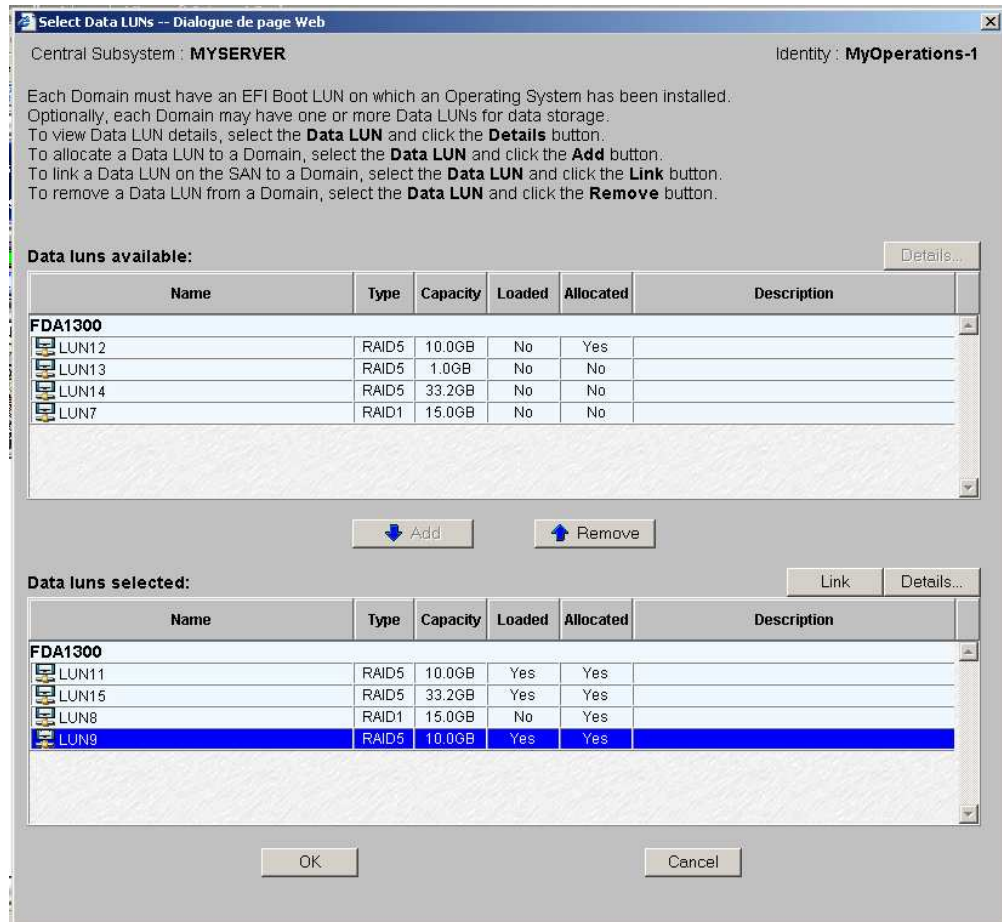 Select Data LUNs -- Dialogue de page Web
Central Subsystem : MYSERVER Identity : MyOperations-1
Each Domain must have an EFI Boot LUN on which an Operating System has been installed.
Optionally, each Domain may have one or more Data LUNs for data storage.
To view Data LUN details, select the Data LUN and click the Details button.
To allocate a Data LUN to a Domain, select the Data LUN and click the Add button.
To link a Data LUN on the SAN to a Domain, select the Data LUN and click the Link button.
To remove a Data LUN from a Domain, select the Data LUN and click the Remove button.
Data luns available: Details...
Name Type Capacity Loaded Allocated Description
FDA1300
LUN12 RAID5 10.0GB No Yes
LUN13 RAID5 1.0GB No No
LUN14 RAID5 33.2GB No No
LUN7 RAID1 15.0GB No No
Add Remove
Data luns selected: Link Details...
Name Type Capacity Loaded Allocated Description
FDA1300
LUN11 RAID5 10.0GB Yes Yes
LUN15 RAID5 33.2GB Yes Yes
LUN8 RAID1 15.0GB No Yes
LUN9 RAID5 10.0GB Yes Yes
OK Cancel